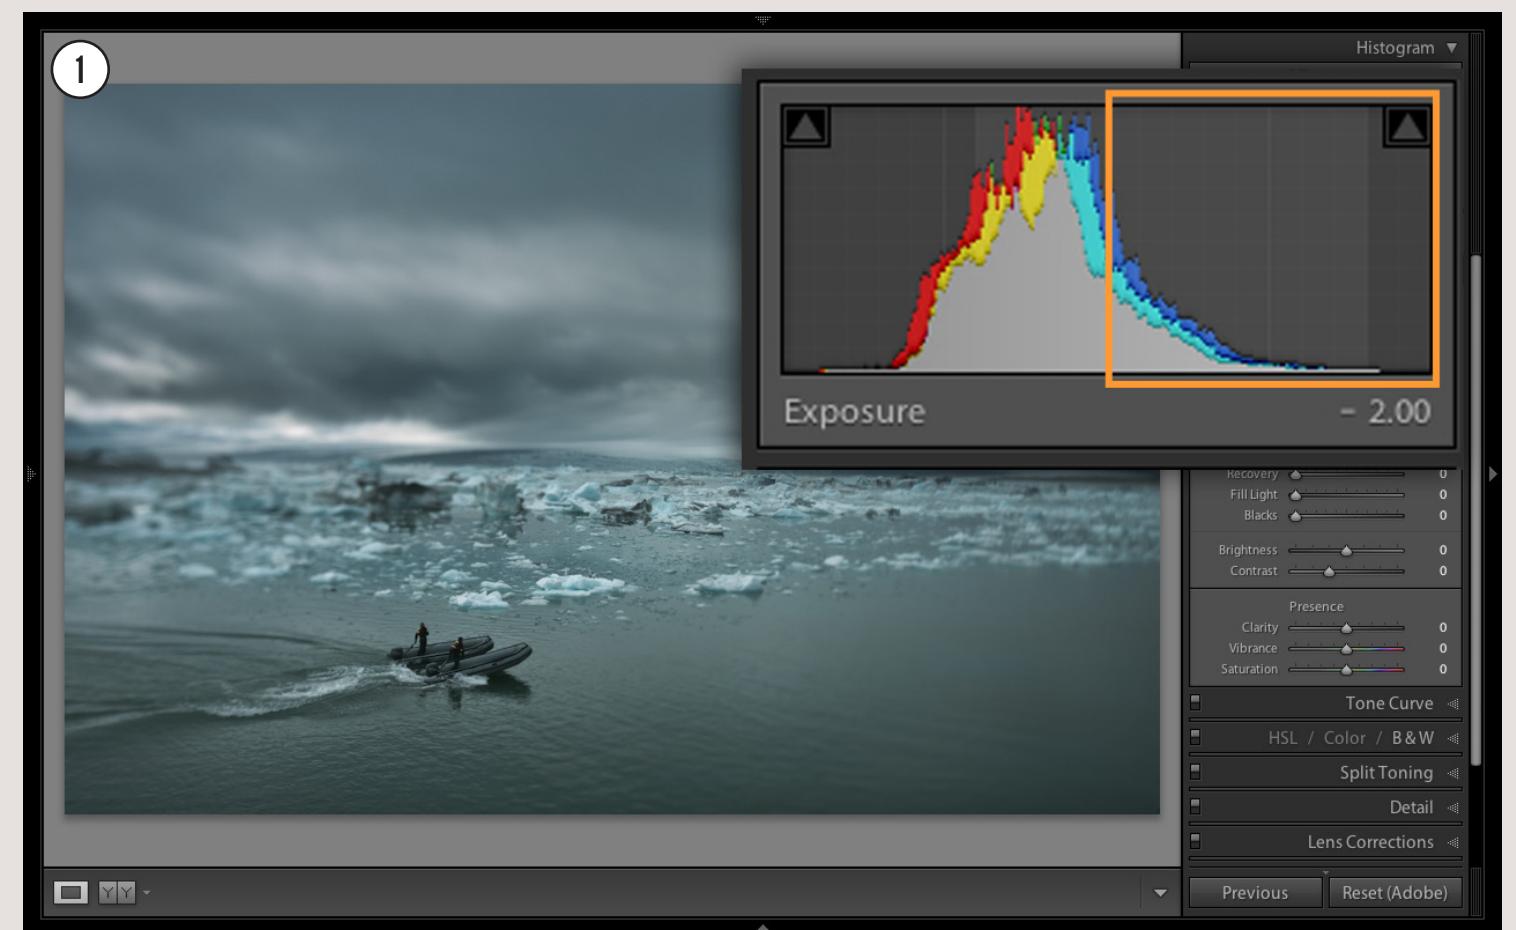 1
Histogram
Exposure - 2.00
Recovery 0
Fill Light 0
Blacks 0
Brightness 0
Contrast 0
Presence
Clarity 0
Vibrance 0
Saturation 0
Tone Curve
HSL / Color / B & W
Split Toning
Detail
Lens Corrections
Y Y
Previous
Reset (Adobe)